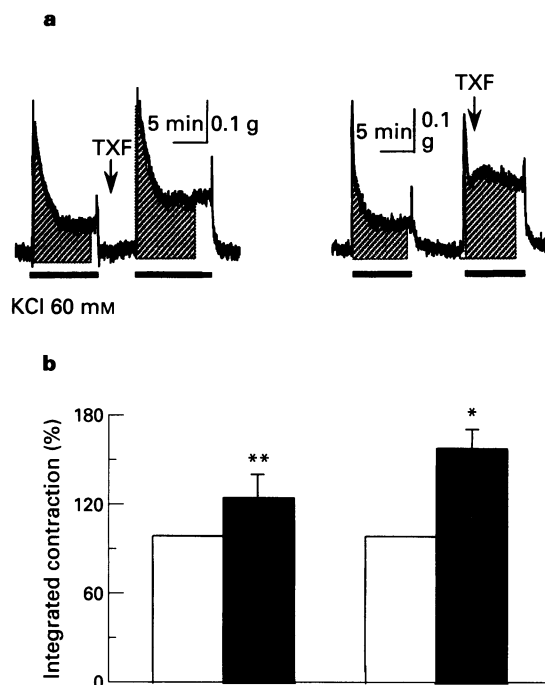 a
TXF
5 min 0.1 g
TXF
5 min 0.1
g
KCl 60 mM
b
Integrated contraction (%)
180
120
60
0
**
*